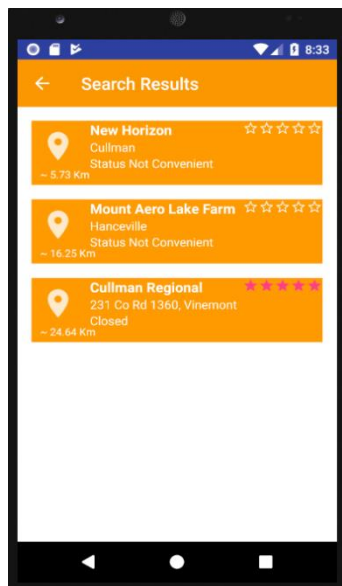 8:33
Search Results
New Horizon
Cullman
Status Not Convenient
~ 5.73 Km
Mount Aero Lake Farm
Hanceville
Status Not Convenient
~ 16.25 Km
Cullman Regional
231 Co Rd 1360, Vinemont
Closed
~ 24.64 Km